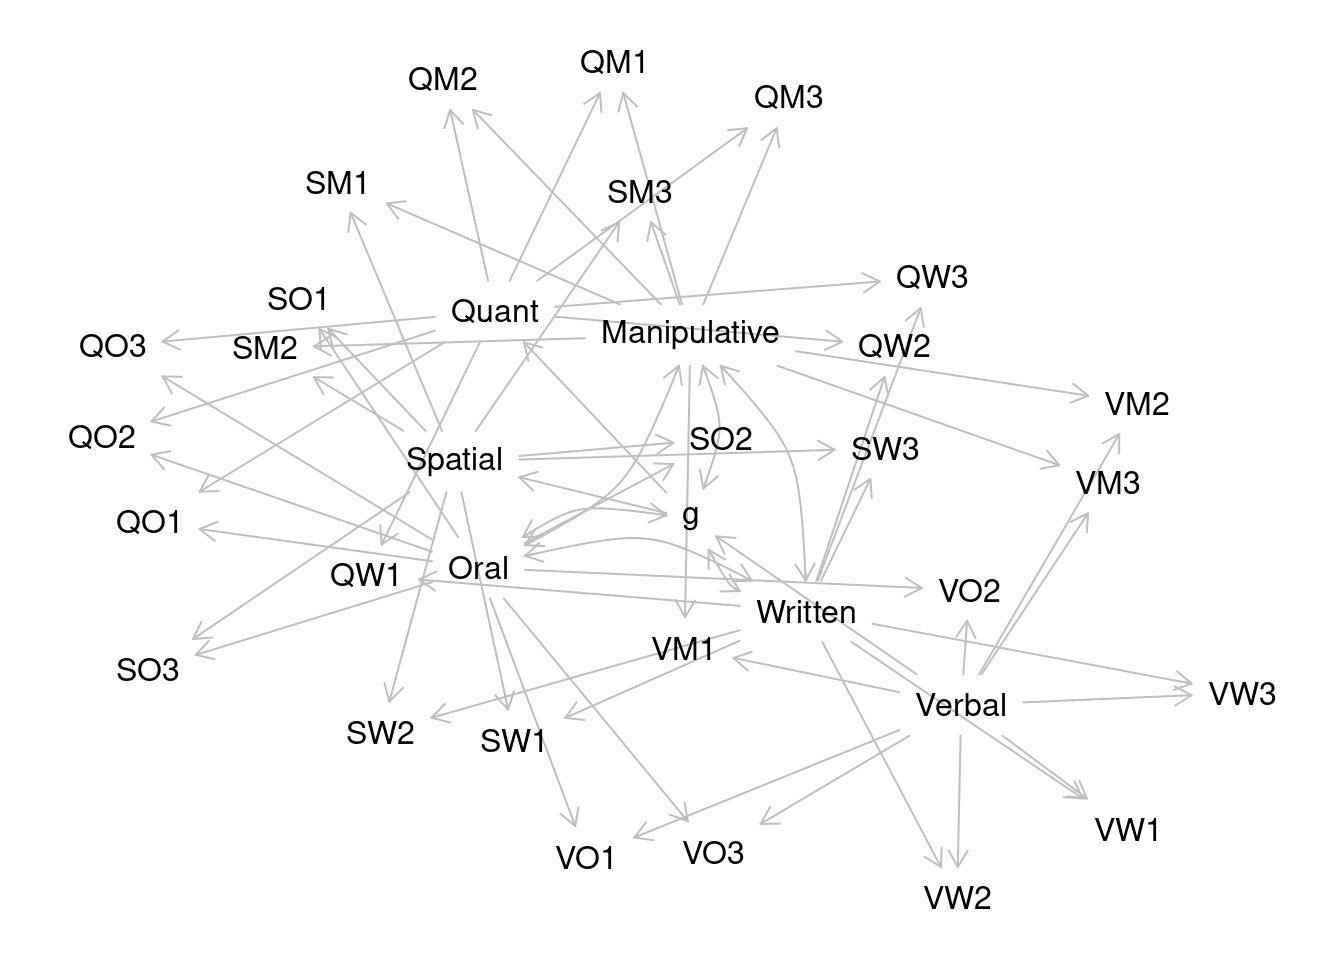 QM1
QM2
QM3
SM1
SM3
QW3
SO1
Quant
Manipulative
QO3
SM2
QW2
VM2
QO2
SO2
SW3
Spatial
VM3
QO1
g
QW1
Oral
VO2
Written
VM1
SO3
VW3
Verbal
SW2
SW1
VW1
VO1
VO3
VW2